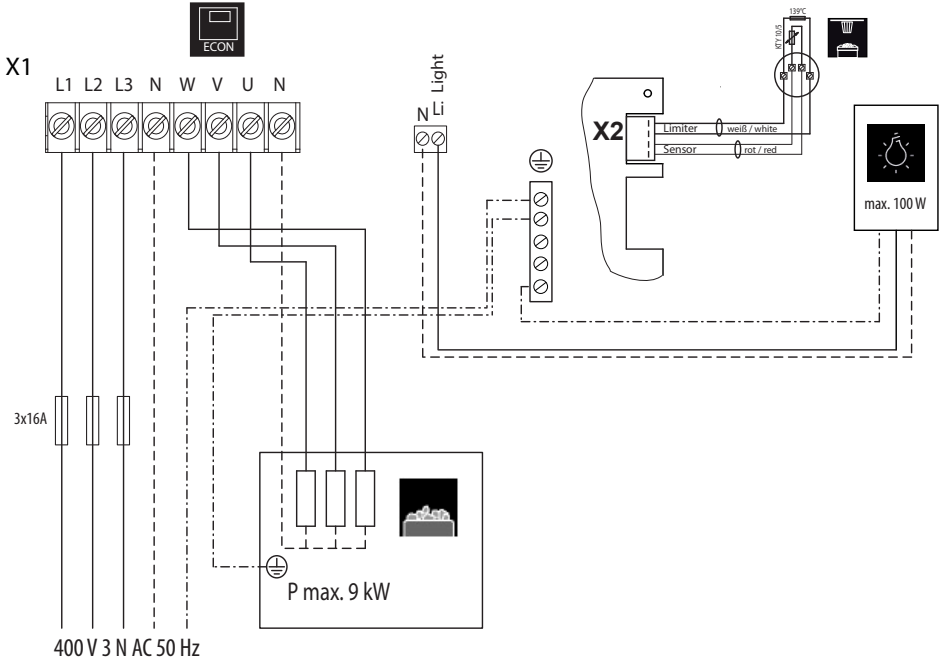 ECON
X1
L1 L2 L3 N W V U N
Light
N Li
139°C
KTY 10/5
X2
Limiter
weiß / white
Sensor
rot / red
max. 100 W
3x16A
P max. 9 kW
400 V 3 N AC 50 Hz